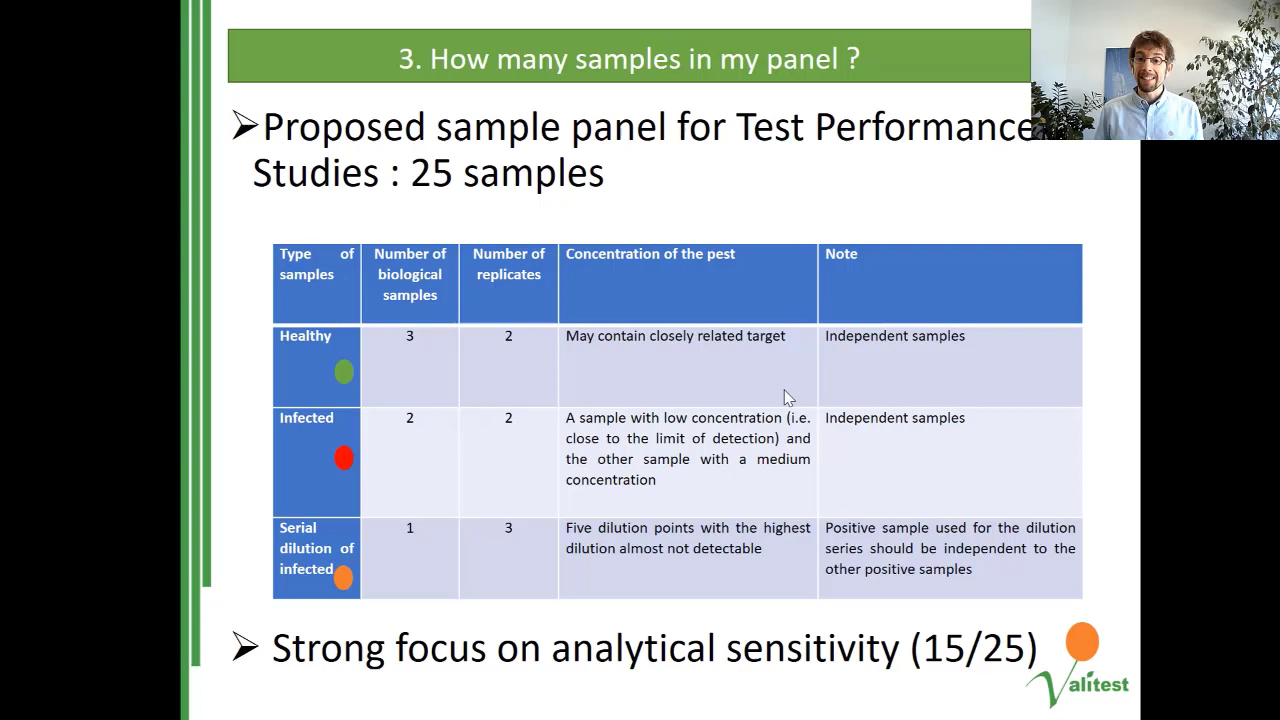 3. How many samples in my panel ?
➢Proposed sample panel for Test Performance
Studies : 25 samples
Type of samples
Number of biological samples
Number of replicates
Concentration of the pest
Note
Healthy
3
2
May contain closely related target
Independent samples
Infected
2
2
A sample with low concentration (i.e.
close to the limit of detection) and
the other sample with a medium
concentration
Independent samples
Serial
dilution of
infected
1
3
Five dilution points with the highest
dilution almost not detectable
Positive sample used for the dilution
series should be independent to the
other positive samples
➢ Strong focus on analytical sensitivity (15/25)
Valitest